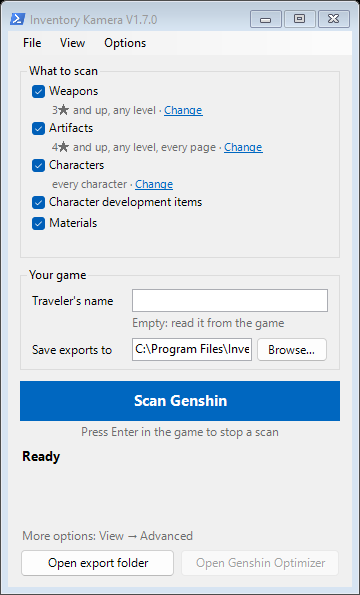 Inventory Kamera V1.7.0
File View Options
What to scan
Weapons
3★ and up, any level · Change
Artifacts
4★ and up, any level, every page · Change
Characters
every character · Change
Character development items
Materials
Your game
Traveler's name
Empty: read it from the game
Save exports to C:\Program Files\Inve Browse...
Scan Genshin
Press Enter in the game to stop a scan
Ready
More options: View → Advanced
Open export folder Open Genshin Optimizer